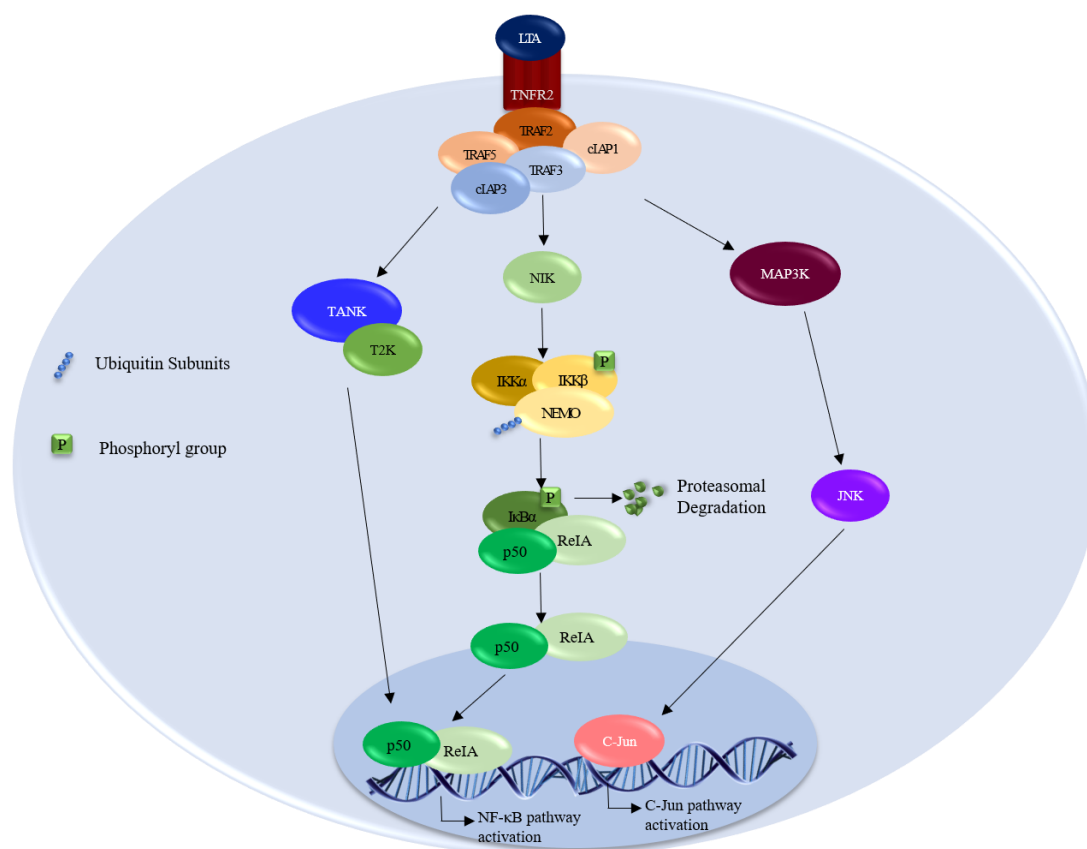 LTA
TNFR2
TRAF2
TRAF5
cIAP1
TRAF3
cIAP3
NIK
MAP3K
TANK
T2K
Ubiquitin Subunits
P
IKKα
IKKβ
NEMO
P
Phosphoryl group
P
Proteasomal
Degradation
JNK
IκBα
ReIA
p50
ReIA
p50
p50
ReIA
C-Jun
NF-κB pathway
activation
C-Jun pathway
activation